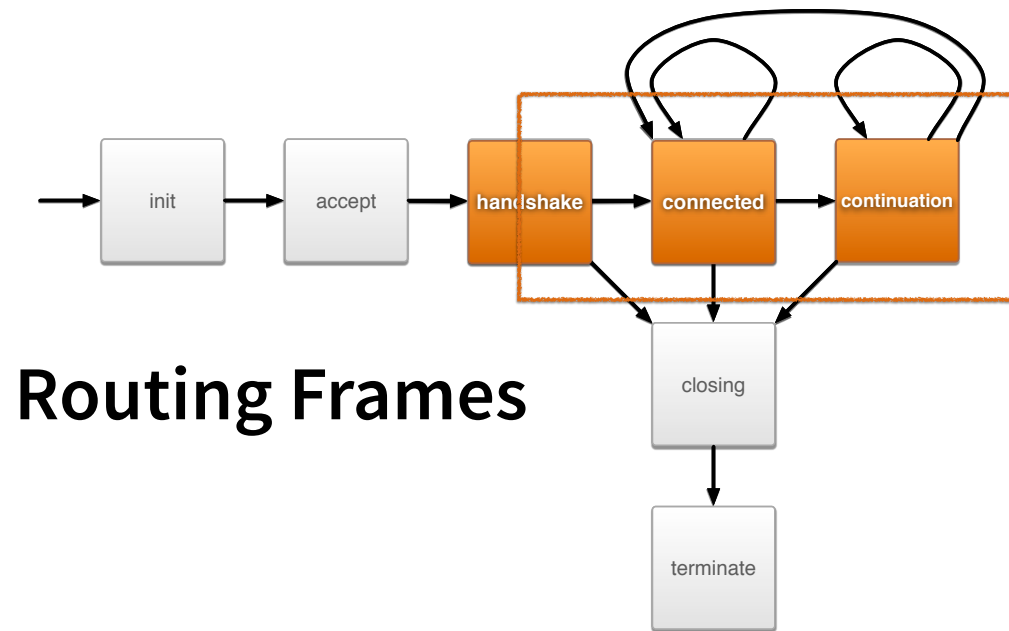 init
accept
handshake
connected
continuation
closing
Routing Frames
terminate